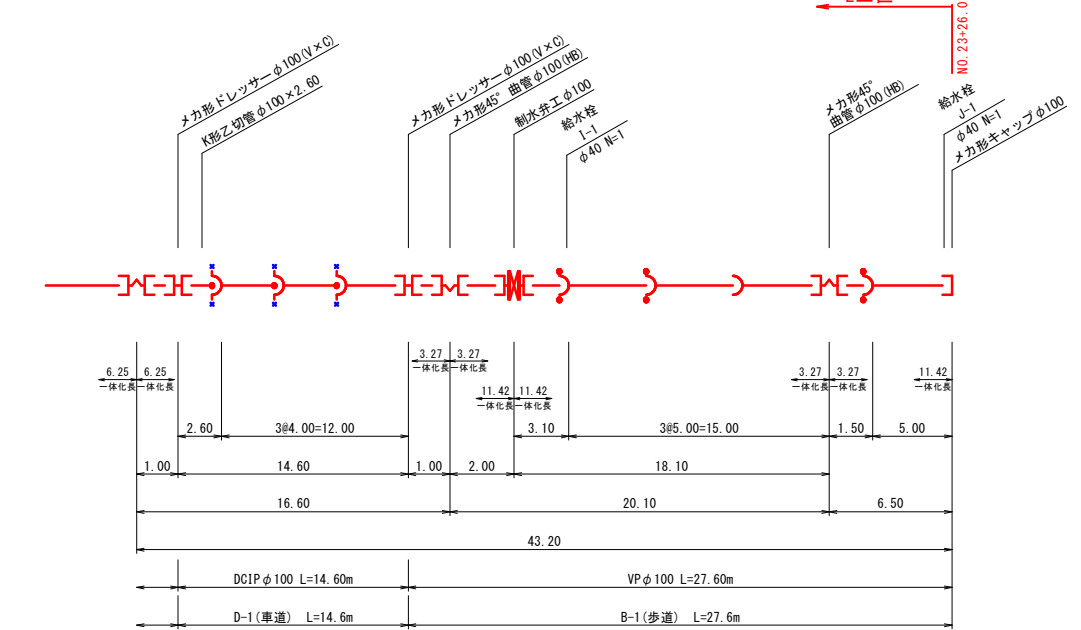 NO.23+26.0
メカ形ドレッサーφ100(V×C)
K形乙切管φ100×2.60
メカ形ドレッサーφ100(V×C)
メカ形45° 曲管φ100(HB)
制水弁工φ100
給水栓
I-1
φ40 N=1
メカ形45°
曲管φ100(HB)
給水栓
J-1
φ40 N=1
メカ形キャップφ100
6.25 6.25
一体化長 一体化長
3.27 3.27
一体化長 一体化長
11.42 11.42
一体化長 一体化長
3.27 3.27
一体化長 一体化長
11.42
一体化長
2.60 3@4.00=12.00 3.10 3@5.00=15.00 1.50 5.00
1.00 14.60 1.00 2.00 18.10
16.60 20.10 6.50
43.20
DCIPφ100 L=14.60m VPφ100 L=27.60m
D-1(車道) L=14.6m B-1(歩道) L=27.6m